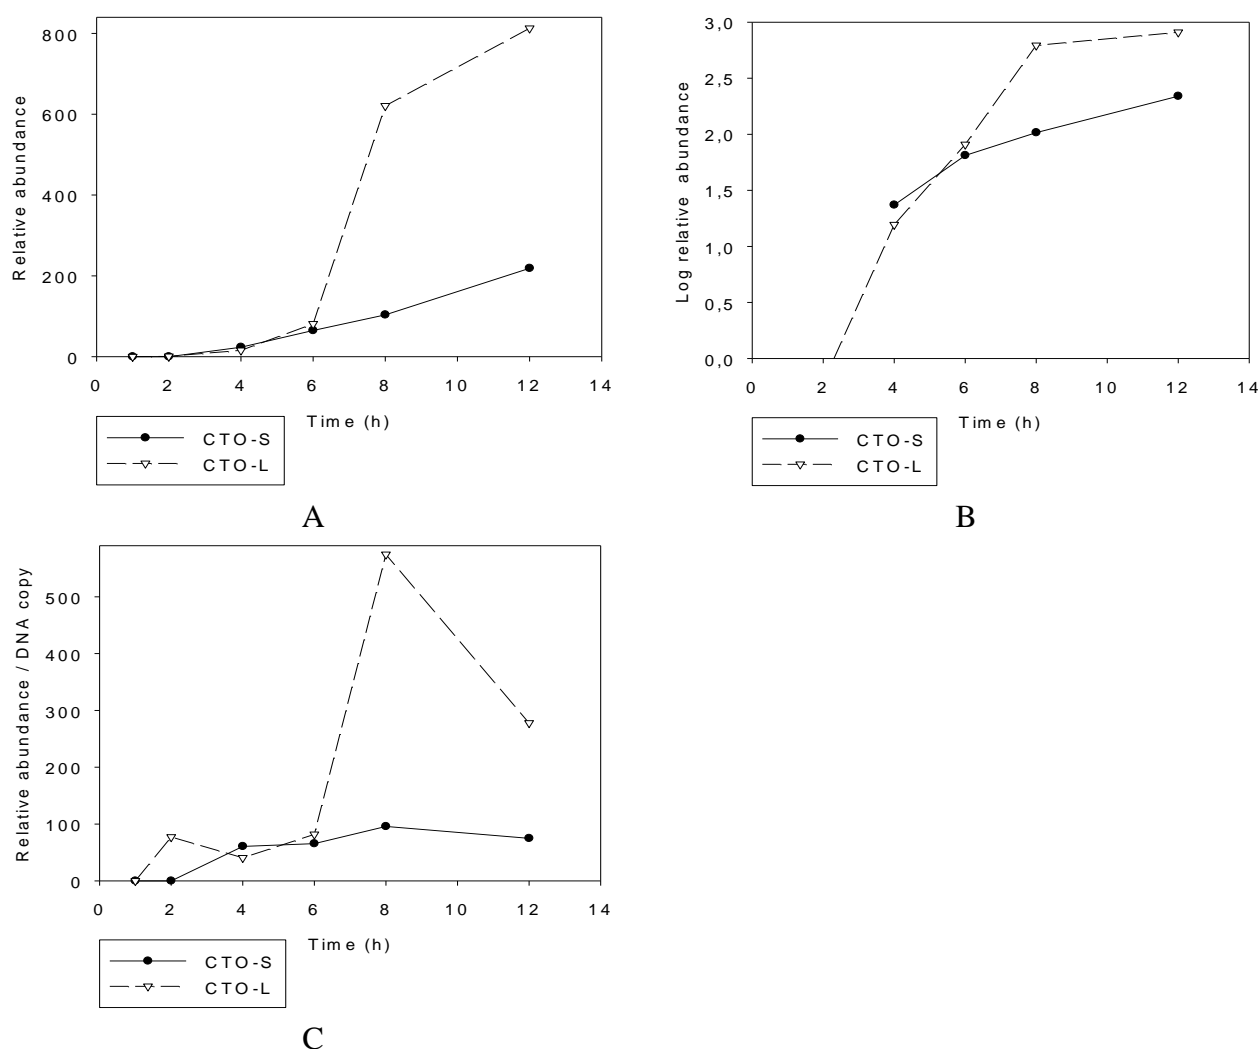 Relative abundance
800
600
400
200
0
0 2 4 6 8 10 12 14
Time (h)
CTO-S
CTO-L
A
Log relative abundance
3,0
2,5
2,0
1,5
1,0
0,5
0,0
0 2 4 6 8 10 12 14
Time (h)
CTO-S
CTO-L
B
Relative abundance / DNA copy
500
400
300
200
100
0
0 2 4 6 8 10 12 14
Time (h)
CTO-S
CTO-L
C